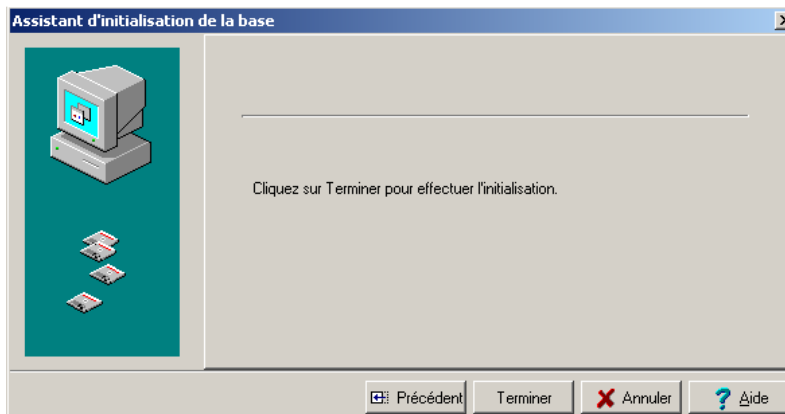 Assistant d'initialisation de la base
Cliquez sur Terminer pour effectuer l'initialisation.
Précédent Terminer Annuler Aide